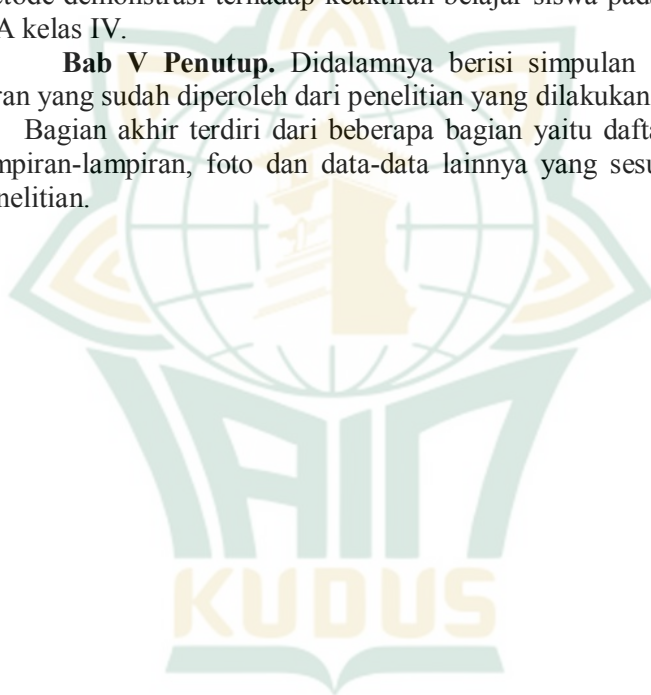 etode demonstrasi terhadap keaktifan belajar siswa pada
A kelas IV.
Bab V Penutup. Didalamnya berisi simpulan
ran yang sudah diperoleh dari penelitian yang dilakukan
Bagian akhir terdiri dari beberapa bagian yaitu dafta
mpiran-lampiran, foto dan data-data lainnya yang sesu
nelitian.
IAIN
KUDUS